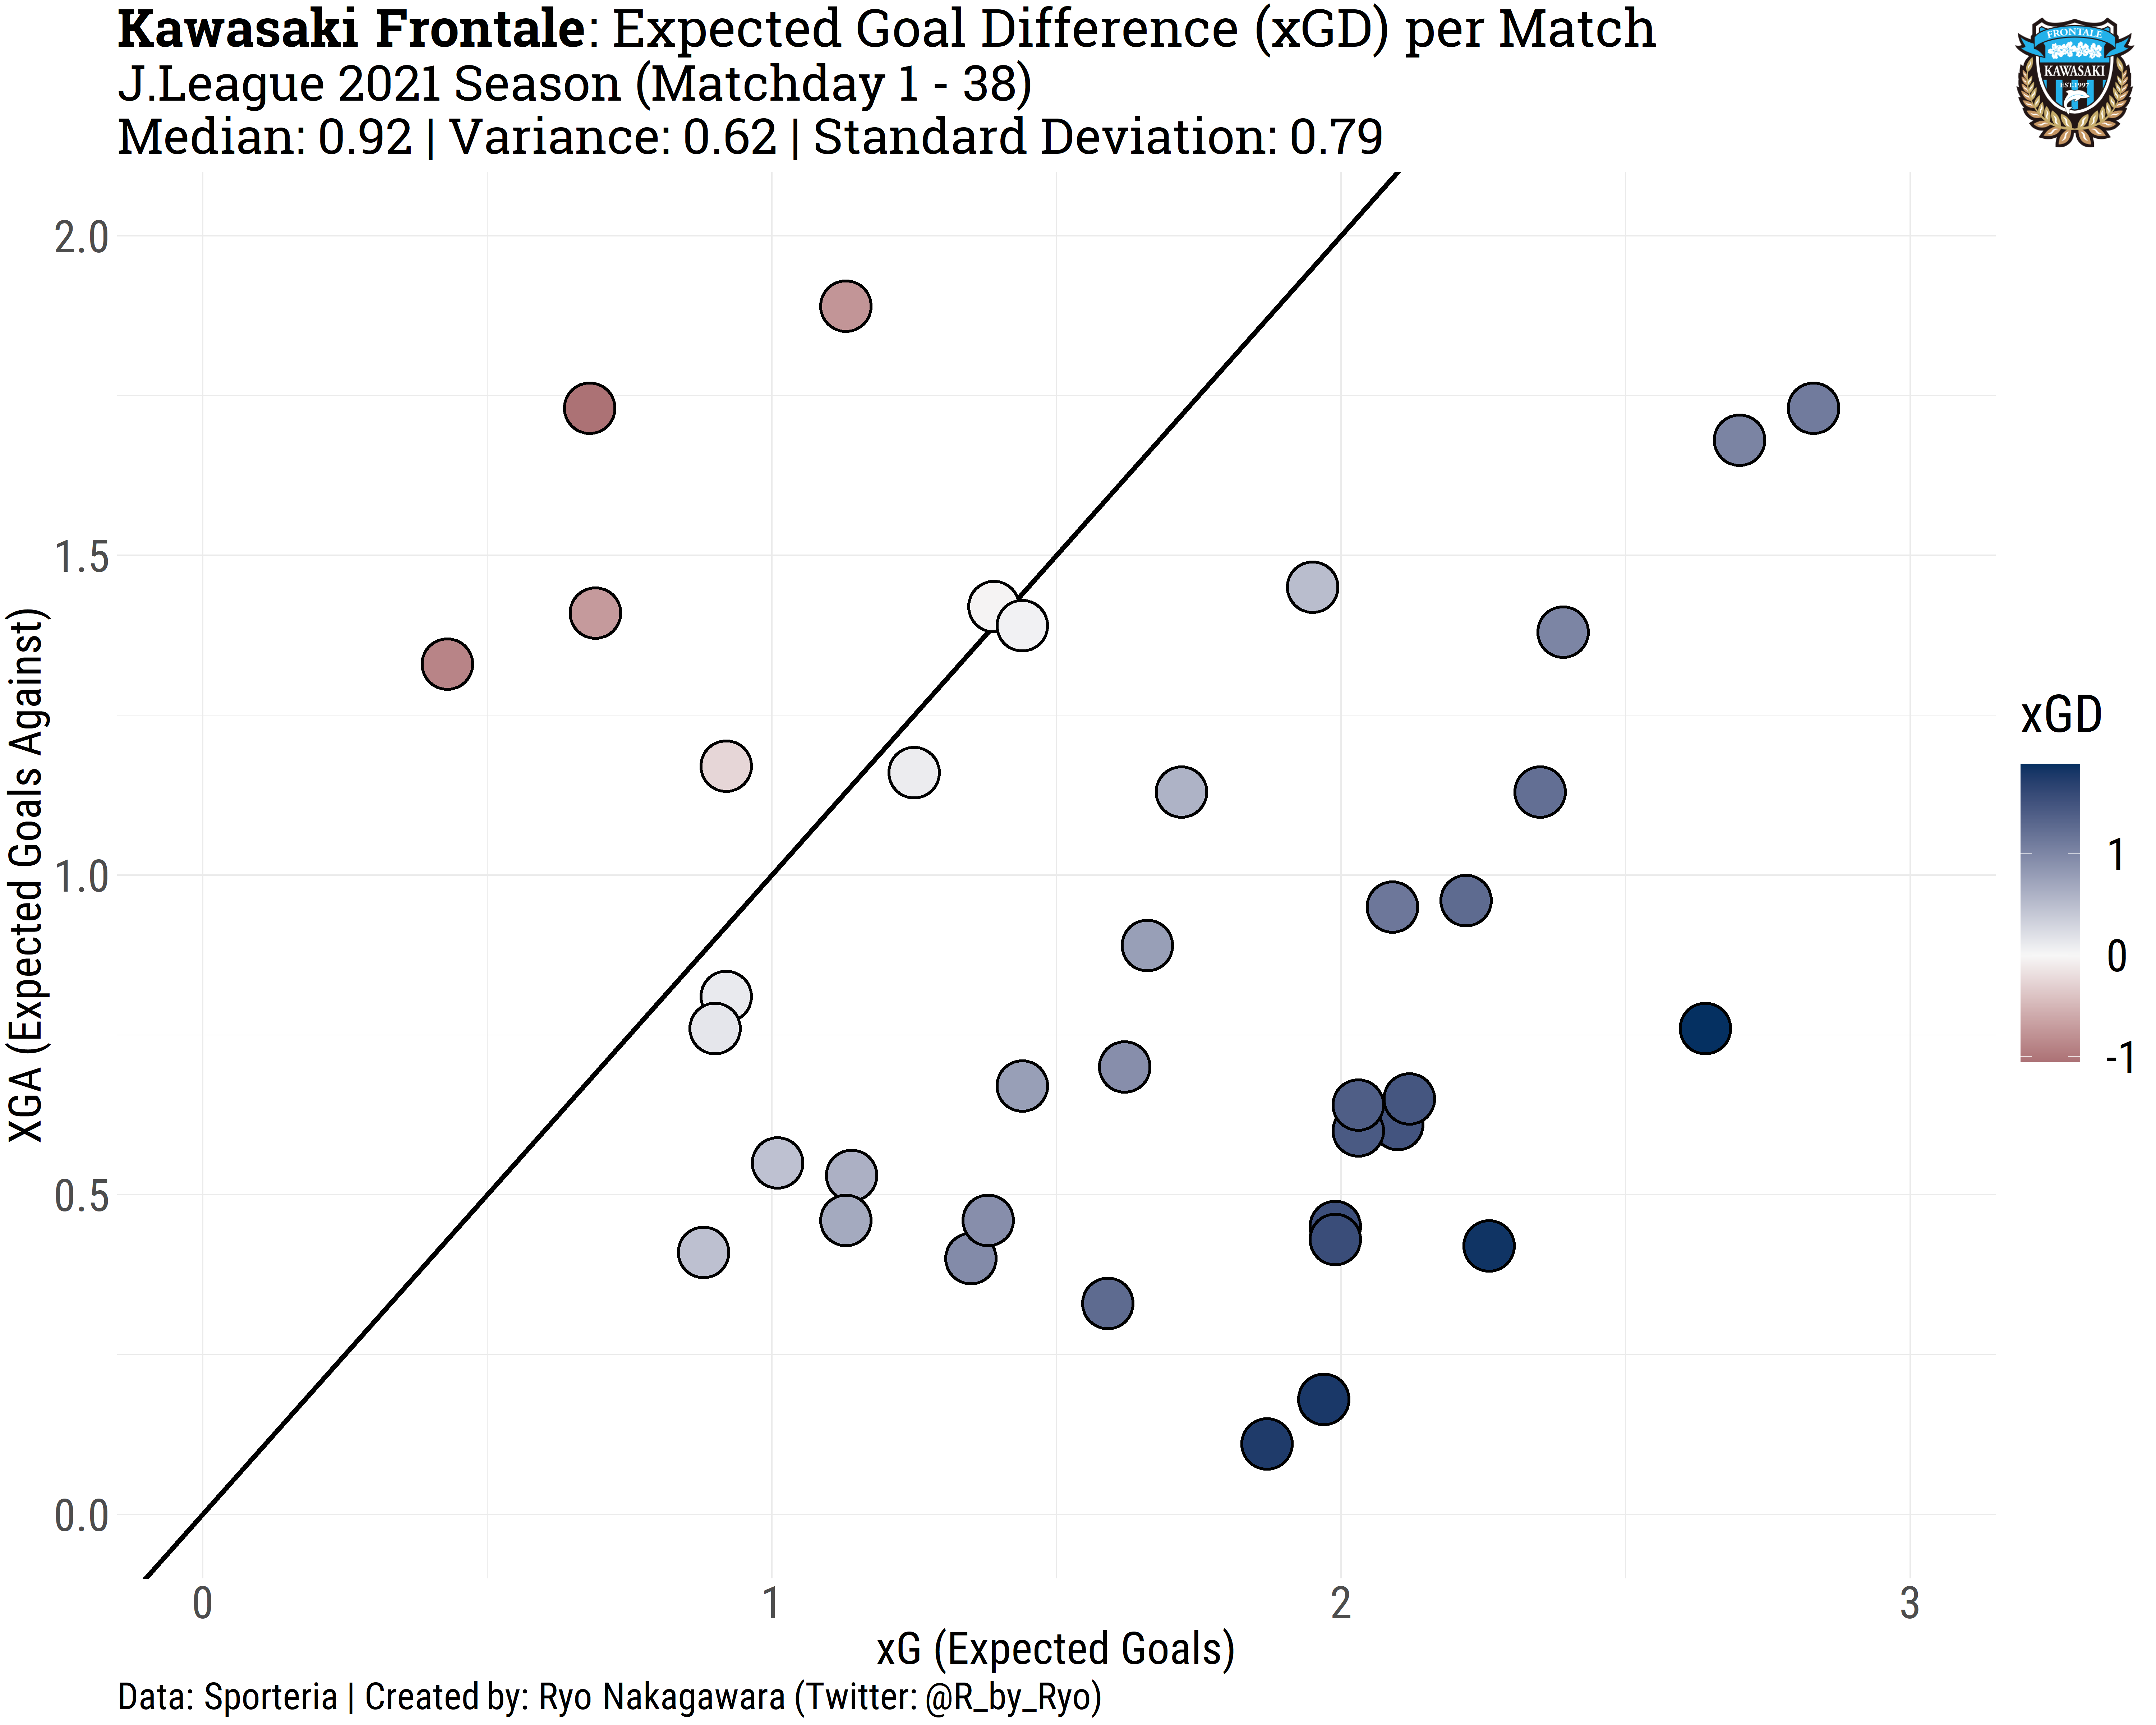 Kawasaki Frontale: Expected Goal Difference (xGD) per Match
J.League 2021 Season (Matchday 1 - 38)
Median: 0.92 | Variance: 0.62 | Standard Deviation: 0.79
FRONTALE
KAWASAKI
EST.1997
2.0
1.5
1.0
0.5
0.0
XGA (Expected Goals Against)
xGD
1
0
-1
0
1
2
3
xG (Expected Goals)
Data: Sporteria | Created by: Ryo Nakagawara (Twitter: @R_by_Ryo)